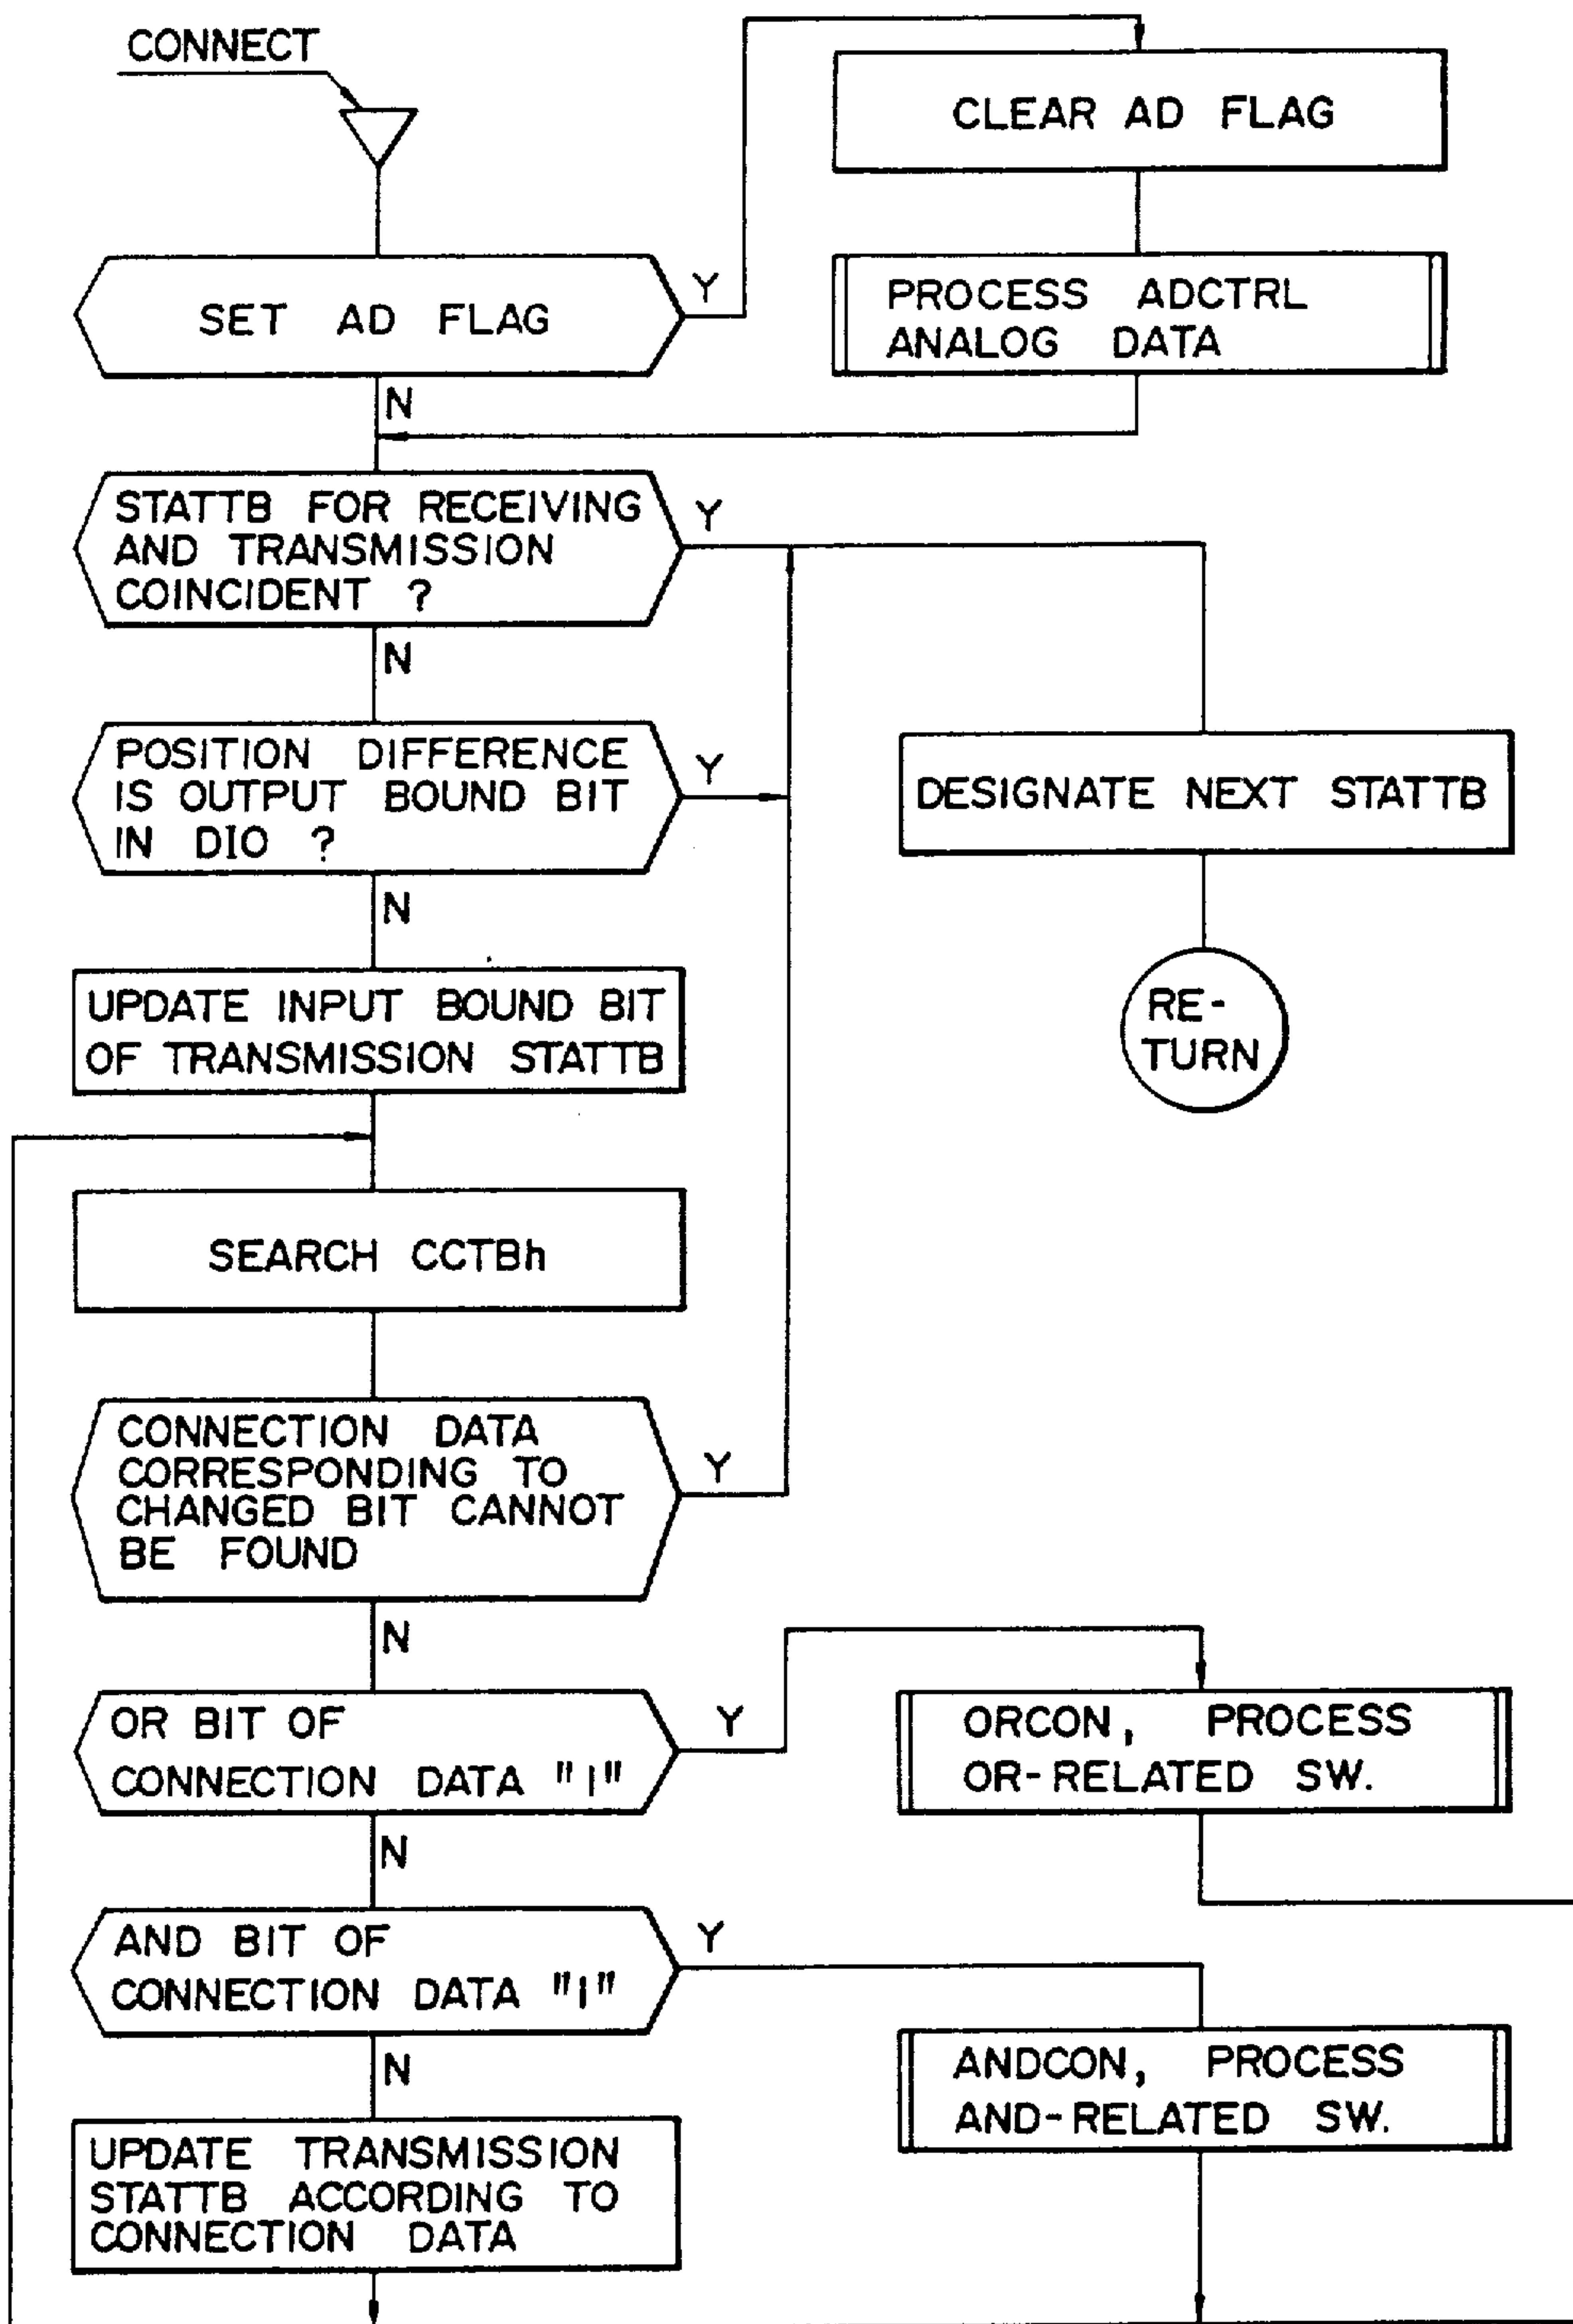 CONNECT
CLEAR AD FLAG
SET AD FLAG
Y
PROCESS ADCTRL
ANALOG DATA
N
STATTB FOR RECEIVING
AND TRANSMISSION
COINCIDENT ?
Y
N
POSITION DIFFERENCE
IS OUTPUT BOUND BIT
IN DIO ?
Y
DESIGNATE NEXT STATTB
N
UPDATE INPUT BOUND BIT
OF TRANSMISSION STATTB
RE-
TURN
SEARCH CCTBh
CONNECTION DATA
CORRESPONDING TO
CHANGED BIT CANNOT
BE FOUND
Y
N
OR BIT OF
CONNECTION DATA "1"
Y
ORCON, PROCESS
OR-RELATED SW.
N
AND BIT OF
CONNECTION DATA "1"
Y
N
ANDCON, PROCESS
AND-RELATED SW.
UPDATE TRANSMISSION
STATTB ACCORDING TO
CONNECTION DATA